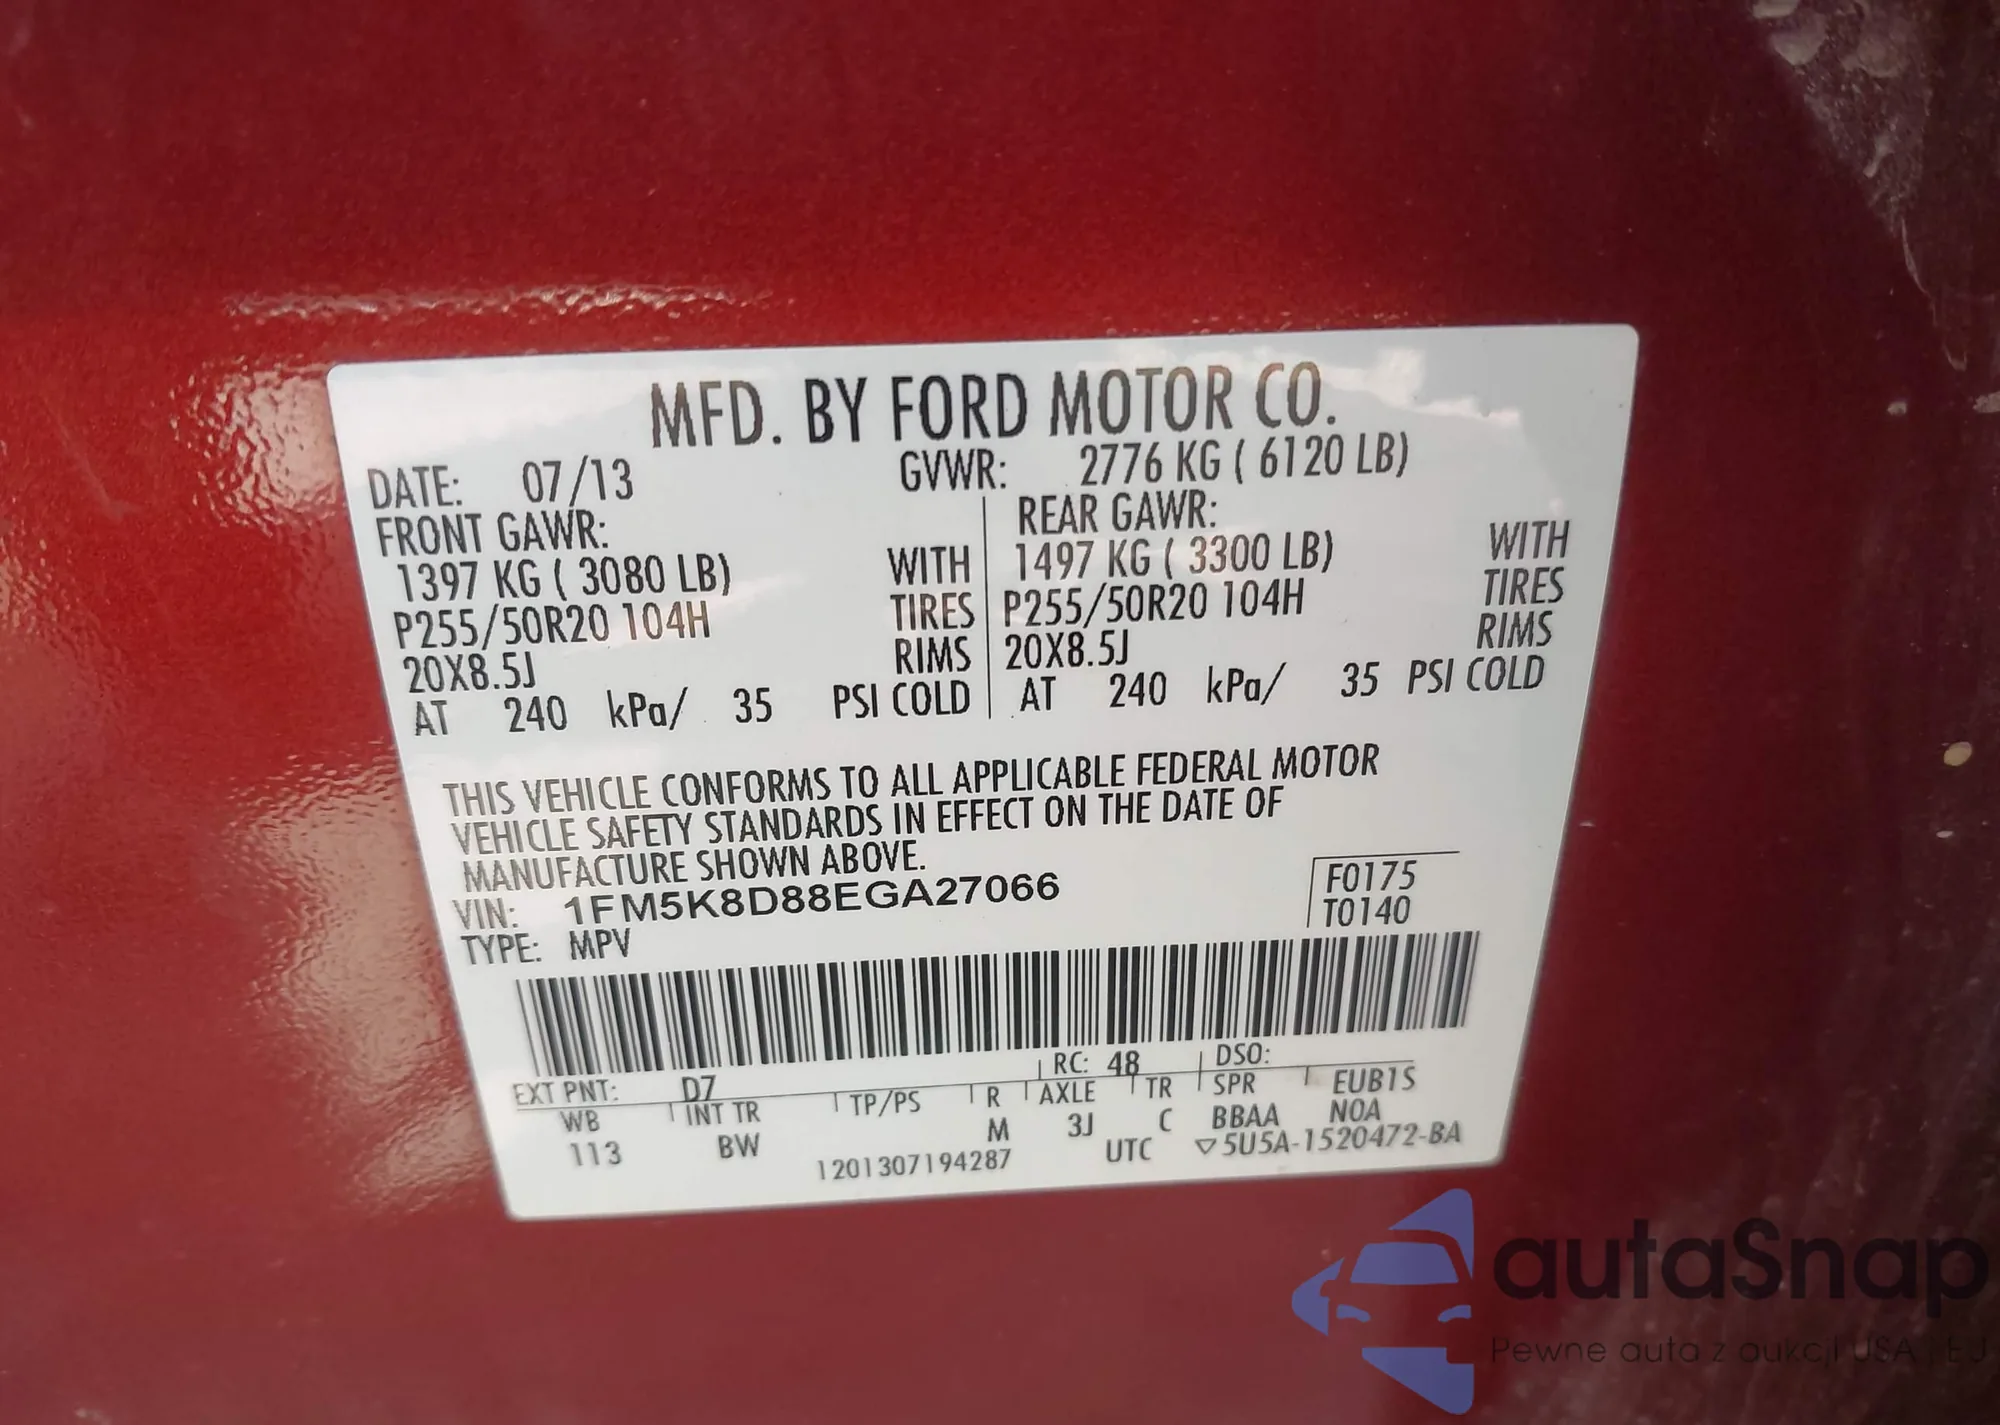 MFD. BY FORD MOTOR CO.
DATE: 07/13 GVWR: 2776 KG ( 6120 LB)
FRONT GAWR: REAR GAWR:
1397 KG ( 3080 LB) WITH 1497 KG ( 3300 LB) WITH
P255/50R20 104H TIRES P255/50R20 104H TIRES
20X8.5J RIMS 20X8.5J RIMS
AT 240 kPa/ 35 PSI COLD AT 240 kPa/ 35 PSI COLD
THIS VEHICLE CONFORMS TO ALL APPLICABLE FEDERAL MOTOR
VEHICLE SAFETY STANDARDS IN EFFECT ON THE DATE OF
MANUFACTURE SHOWN ABOVE.
VIN: 1FM5K8D88EGA27066 F0175
TYPE: MPV T0140
EXT PNT: D7 RC: 48 DSO:
WB INT TR TP/PS R AXLE TR SPR EUB1S
113 BW M 3J C BBAA NOA
1201307194287 UTC ▽5U5A-1520472-BA
autaSnap
Pewne auta z aukcji USA i EU